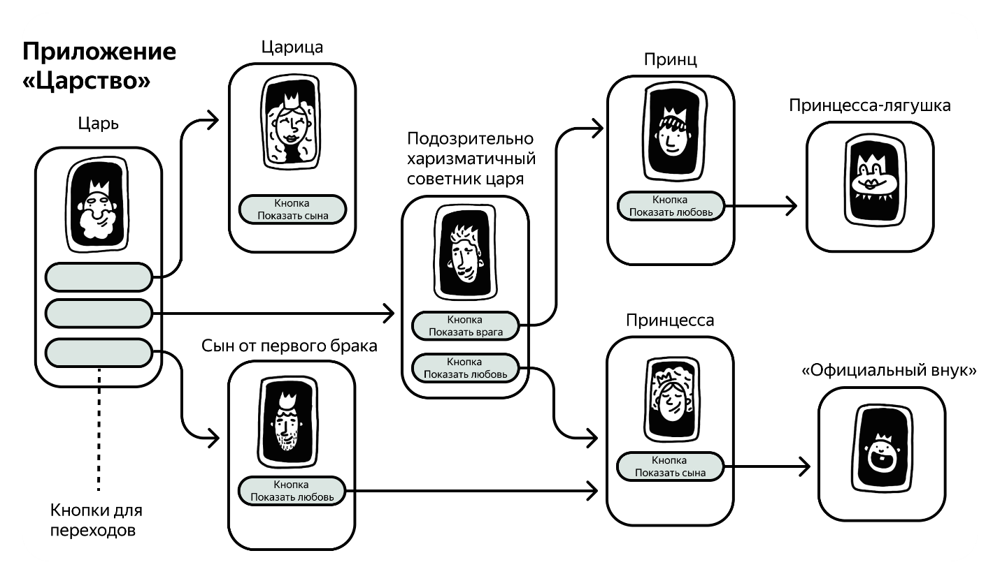 Приложение
«Царство»
Царь
Кнопки для
переходов
Царица
Кнопка
Показать сына
Сын от первого брака
Кнопка
Показать любовь
Подозрительно
харизматичный
советник царя
Кнопка
Показать врага
Кнопка
Показать любовь
Принц
Кнопка
Показать любовь
Принцесса-лягушка
Принцесса
Кнопка
Показать сына
«Официальный внук»